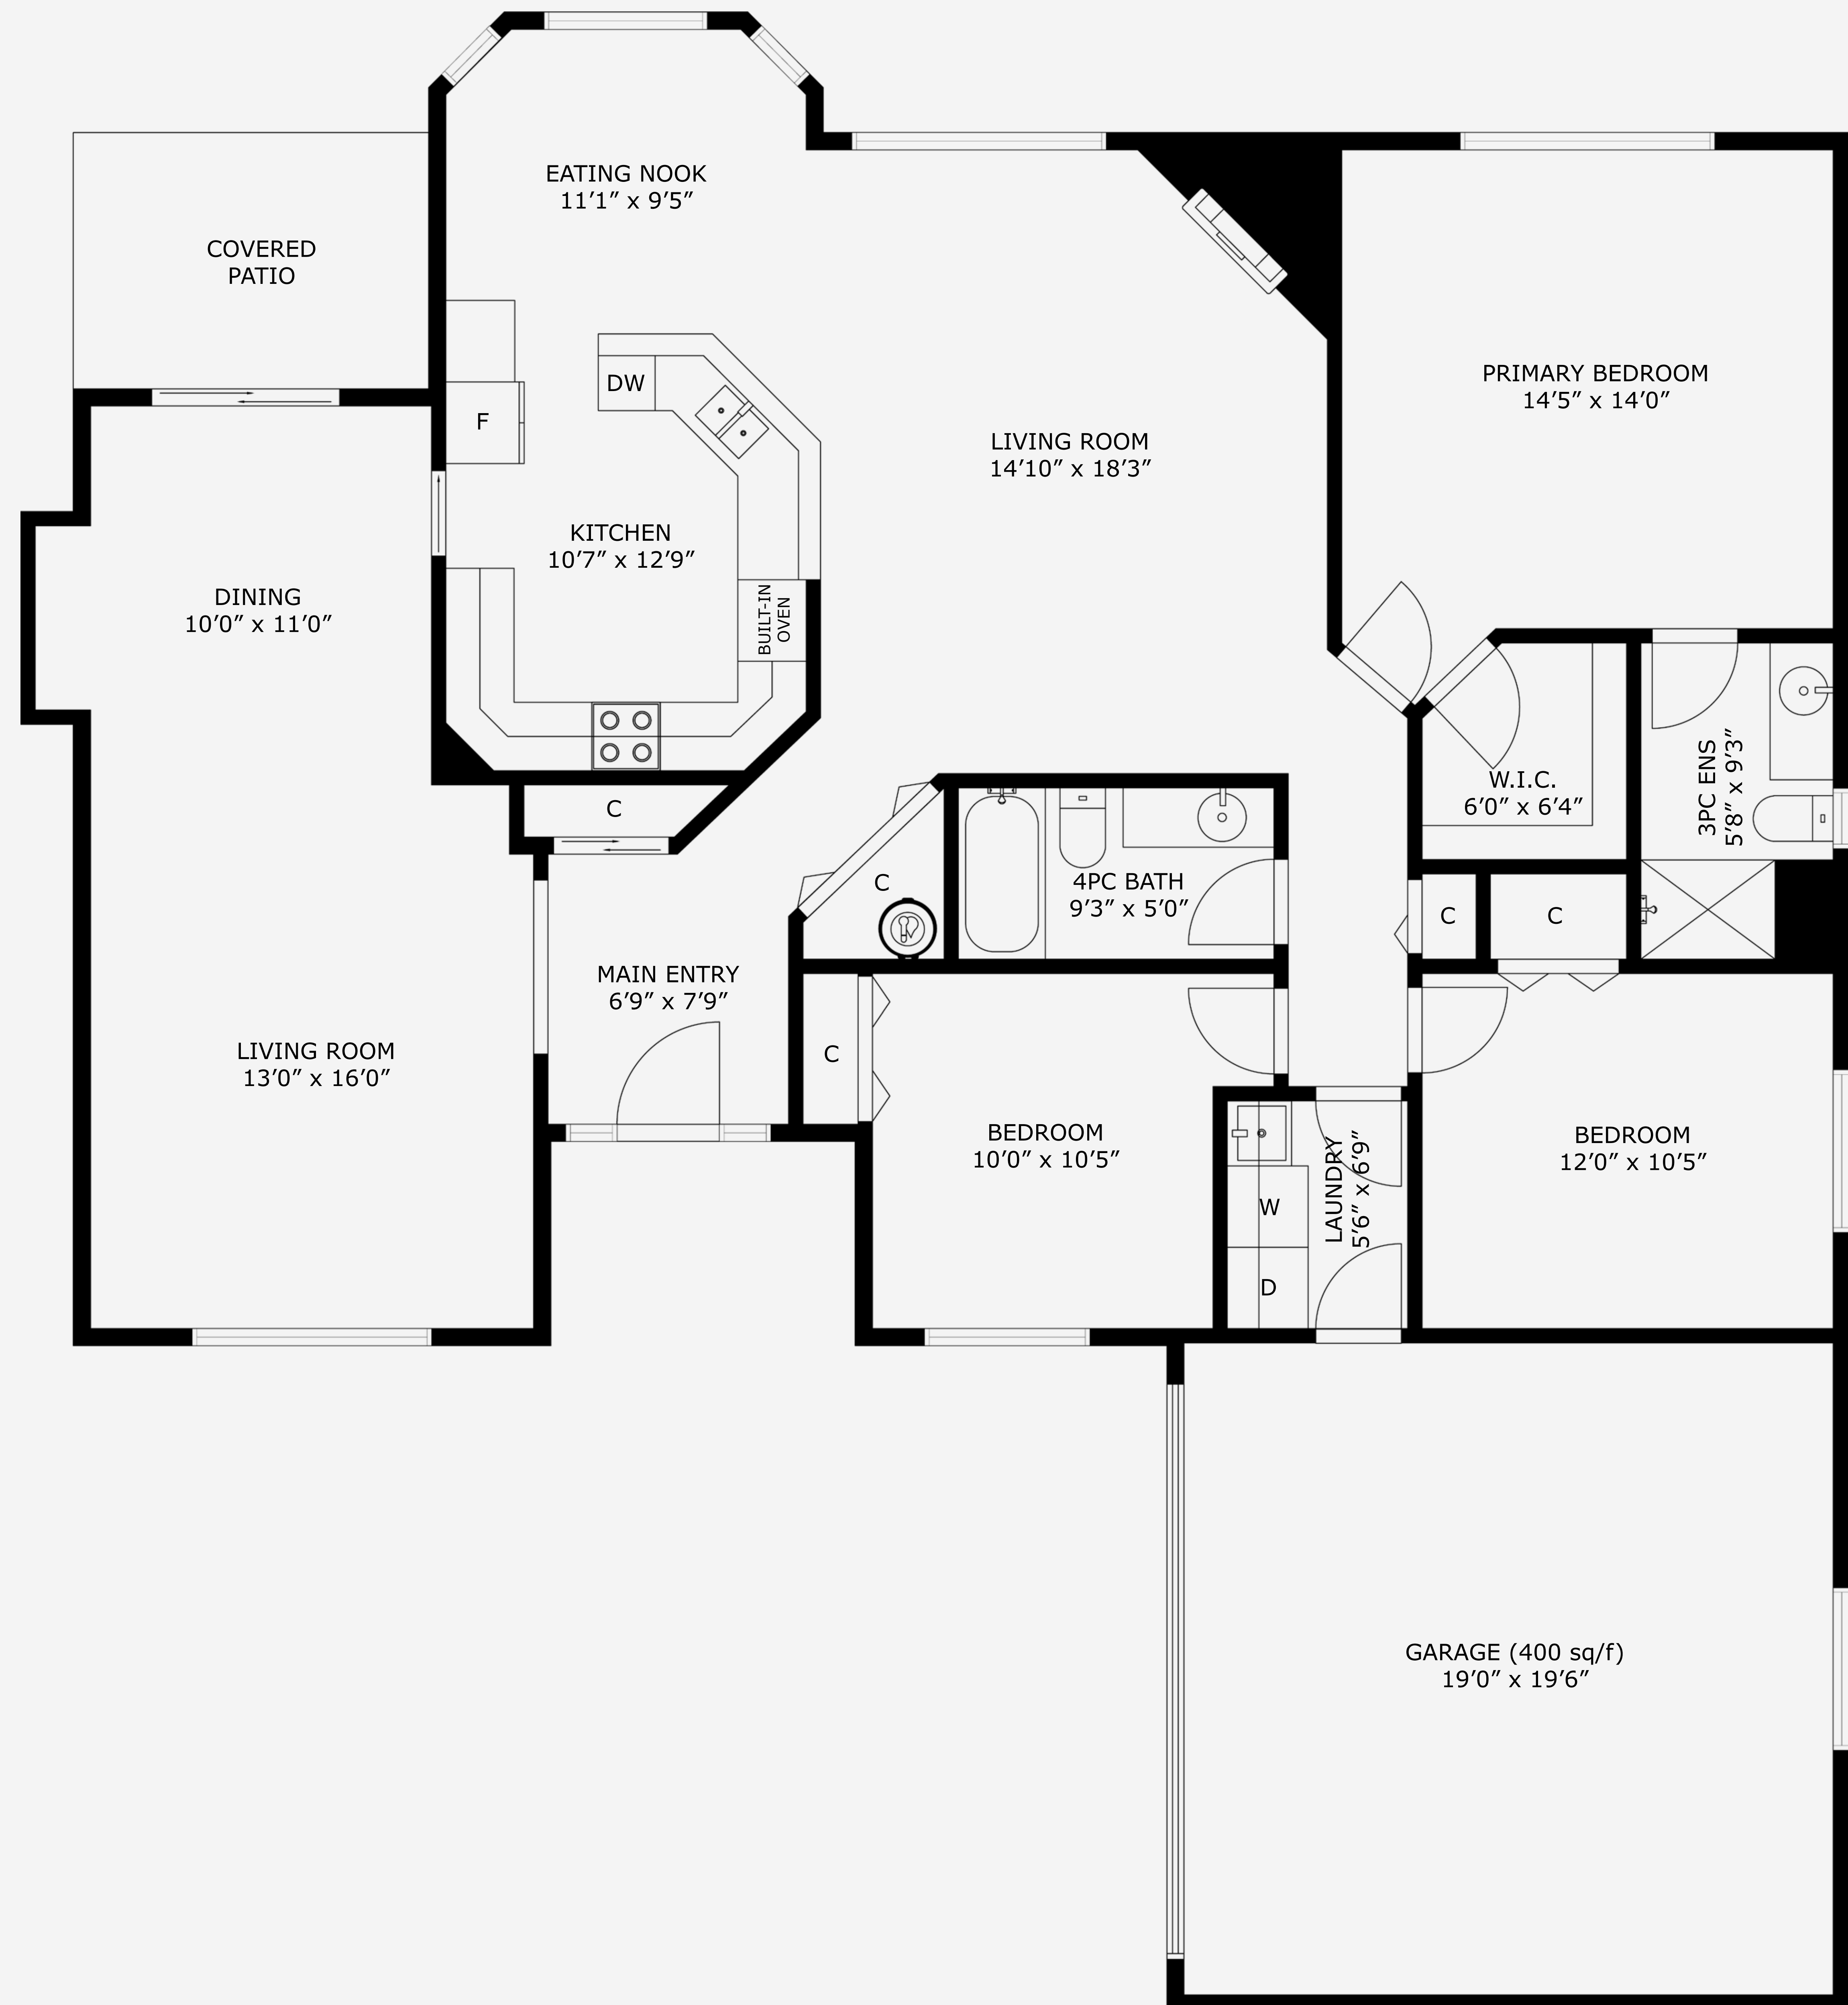 EATING NOOK
11′1″ x 9′5″
COVERED
PATIO
PRIMARY BEDROOM
14′5″ x 14′0″
DW
F
LIVING ROOM
14′10″ x 18′3″
KITCHEN
10′7″ x 12′9″
DINING
10′0″ x 11′0″
BUILT-IN
OVEN
W.I.C.
6′0″ x 6′4″
3PC ENS
5′8″ x 9′3″
C
C
4PC BATH
9′3″ x 5′0″
C
C
MAIN ENTRY
6′9″ x 7′9″
LIVING ROOM
13′0″ x 16′0″
C
BEDROOM
10′0″ x 10′5″
LAUNDRY
5′6″ x 6′9″
BEDROOM
12′0″ x 10′5″
W
D
GARAGE (400 sq/f)
19′0″ x 19′6″